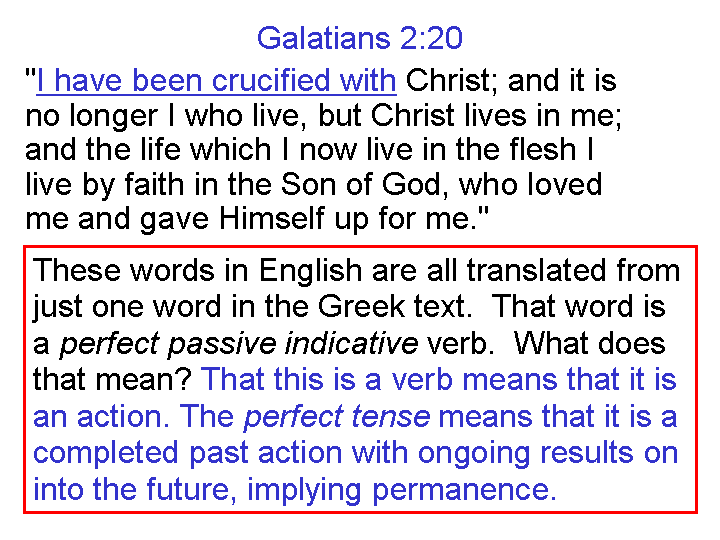 Galatians 2:20
"I have been crucified with Christ; and it is
no longer I who live, but Christ lives in me;
and the life which I now live in the flesh I
live by faith in the Son of God, who loved
me and gave Himself up for me."
These words in English are all translated from
just one word in the Greek text.  That word is
a perfect passive indicative verb.  What does
that mean? That this is a verb means that it is
an action. The perfect tense means that it is a
completed past action with ongoing results on
into the future, implying permanence.